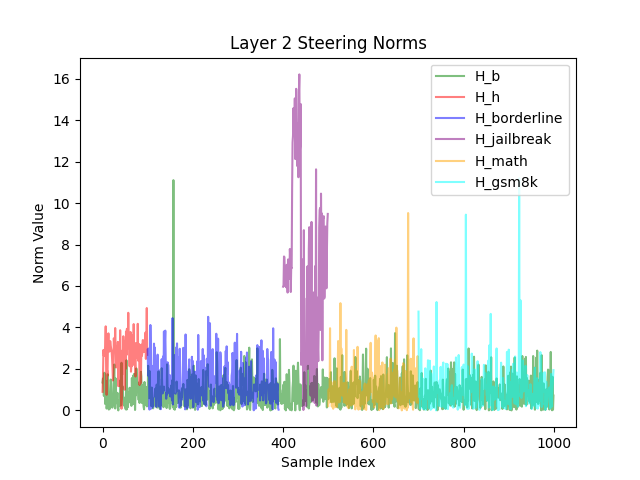 Layer 2 Steering Norms
H_b
H_h
H_borderline
H_jailbreak
H_math
H_gsm8k
Norm Value
16
14
12
10
8
6
4
2
0
0
200
400
600
800
1000
Sample Index